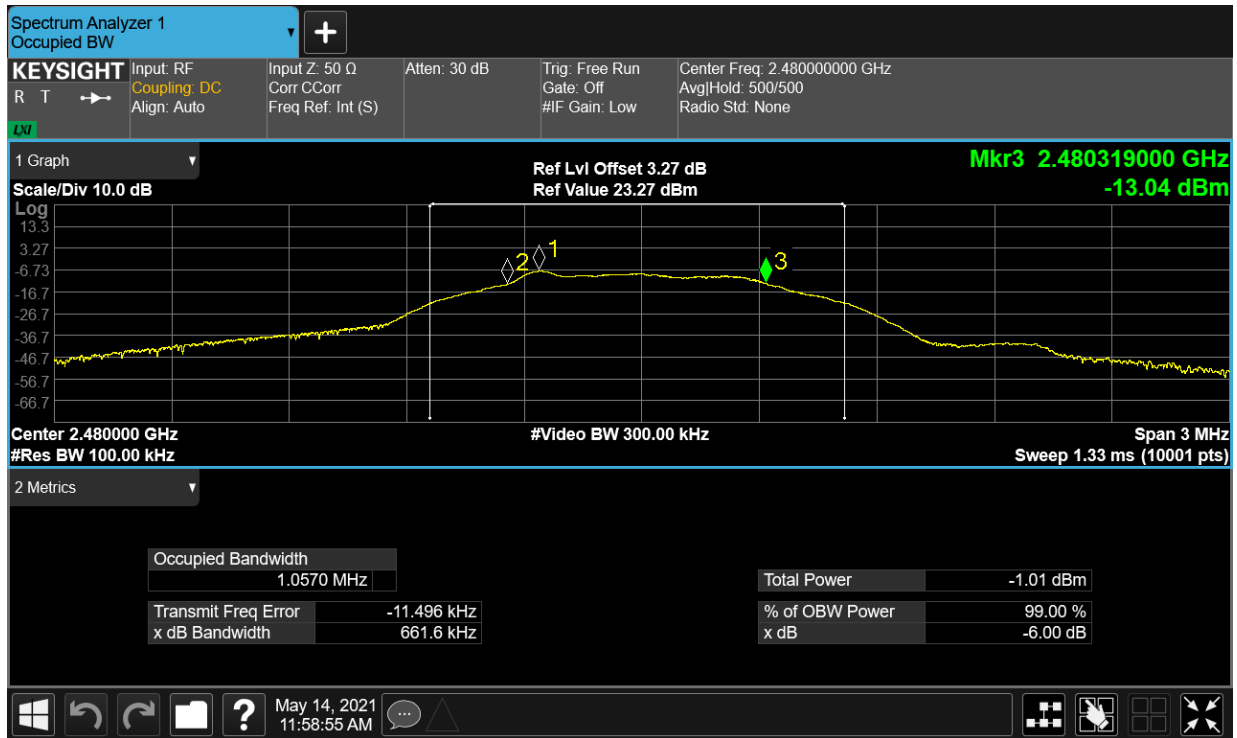 Spectrum Analyzer 1
Occupied BW
KEYSIGHT
R T
LXI
Input: RF
Coupling: DC
Align: Auto
Input Z: 50 Ω
Corr CCorr
Freq Ref: Int (S)
Atten: 30 dB
Trig: Free Run
Gate: Off
#IF Gain: Low
Center Freq: 2.480000000 GHz
Avg|Hold: 500/500
Radio Std: None
1 Graph
Scale/Div 10.0 dB
Ref Lvl Offset 3.27 dB
Ref Value 23.27 dBm
Mkr3 2.480319000 GHz
-13.04 dBm
Log
13.3
3.27
-6.73
-16.7
-26.7
-36.7
-46.7
-56.7
-66.7
2
1
3
Center 2.480000 GHz
#Res BW 100.00 kHz
#Video BW 300.00 kHz
Span 3 MHz
Sweep 1.33 ms (10001 pts)
2 Metrics
Occupied Bandwidth
1.0570 MHz
Transmit Freq Error -11.496 kHz
x dB Bandwidth 661.6 kHz
Total Power -1.01 dBm
% of OBW Power 99.00 %
x dB -6.00 dB
?
May 14, 2021
11:58:55 AM